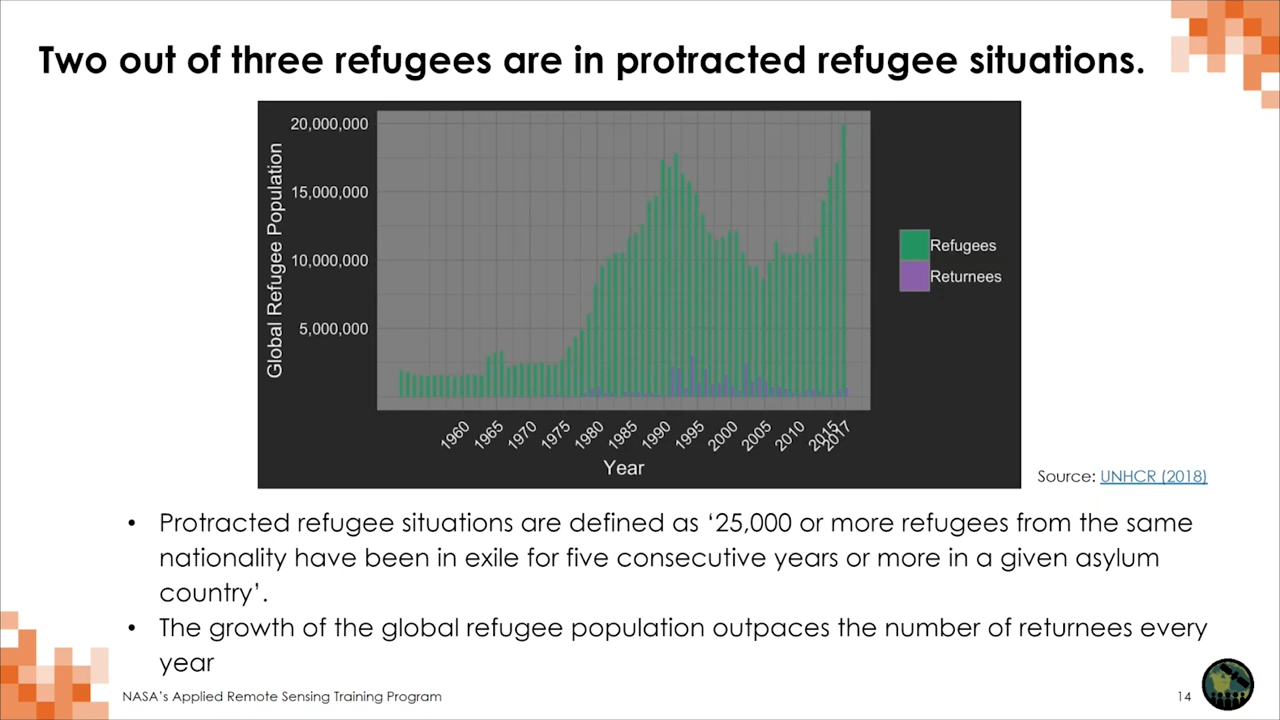 Two out of three refugees are in protracted refugee situations.
20,000,000
15,000,000
10,000,000
5,000,000
Global Refugee Population
1960
1965
1970
1975
1980
1985
1990
1995
2000
2005
2010
2015
2017
Year
Refugees
Returnees
Source: UNHCR (2018)
• Protracted refugee situations are defined as ‘25,000 or more refugees from the same
nationality have been in exile for five consecutive years or more in a given asylum
country’.
• The growth of the global refugee population outpaces the number of returnees every
year
NASA’s Applied Remote Sensing Training Program
14